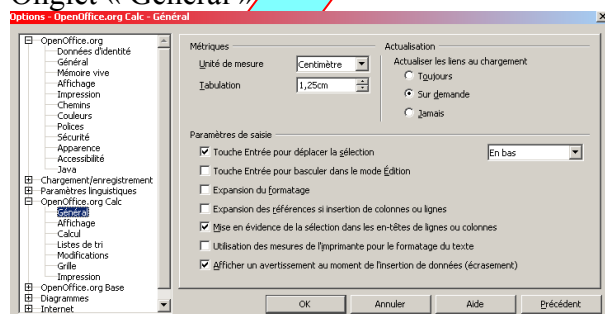 Onglet « Général »
Options - OpenOffice.org Calc - Général
OpenOffice.org
Données d'identité
Général
Mémoire vive
Affichage
Impression
Chemins
Couleurs
Polices
Sécurité
Apparence
Accessibilité
Java
Chargement/enregistrement
Paramètres linguistiques
OpenOffice.org Calc
Général
Affichage
Calcul
Listes de tri
Modifications
Grille
Impression
OpenOffice.org Base
Diagrammes
Internet
Métriques
Unité de mesure Centimètre
Tabulation 1,25cm
Actualisation
Actualiser les liens au chargement
Toujours
Sur demande
Jamais
Paramètres de saisie
Touche Entrée pour déplacer la sélection En bas
Touche Entrée pour basculer dans le mode Édition
Expansion du formatage
Expansion des références si insertion de colonnes ou lignes
Mise en évidence de la sélection dans les en-têtes de lignes ou colonnes
Utilisation des mesures de l'imprimante pour le formatage du texte
Afficher un avertissement au moment de l'insertion de données (écrasement)
OK Annuler Aide Précédent